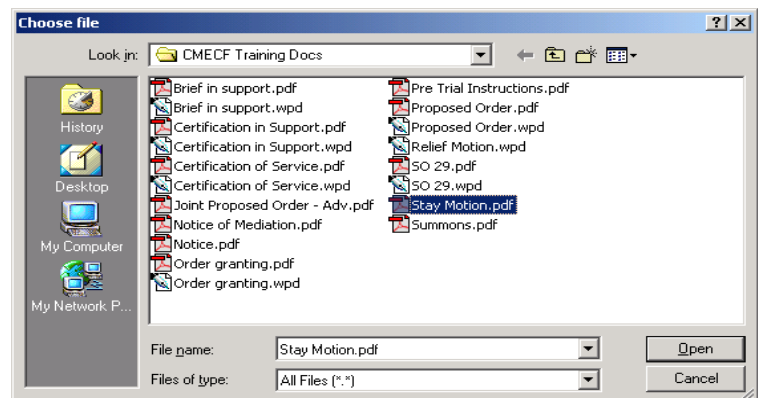 Choose file
Look in: CMECF Training Docs
History
Desktop
My Computer
My Network P...
Brief in support.pdf
Brief in support.wpd
Certification in Support.pdf
Certification in Support.wpd
Certification of Service.pdf
Certification of Service.wpd
Joint Proposed Order - Adv.pdf
Notice of Mediation.pdf
Notice.pdf
Order granting.pdf
Order granting.wpd
Pre Trial Instructions.pdf
Proposed Order.pdf
Proposed Order.wpd
Relief Motion.wpd
SO 29.pdf
SO 29.wpd
Stay Motion.pdf
Summons.pdf
File name: Stay Motion.pdf Open
Files of type: All Files (*.*) Cancel